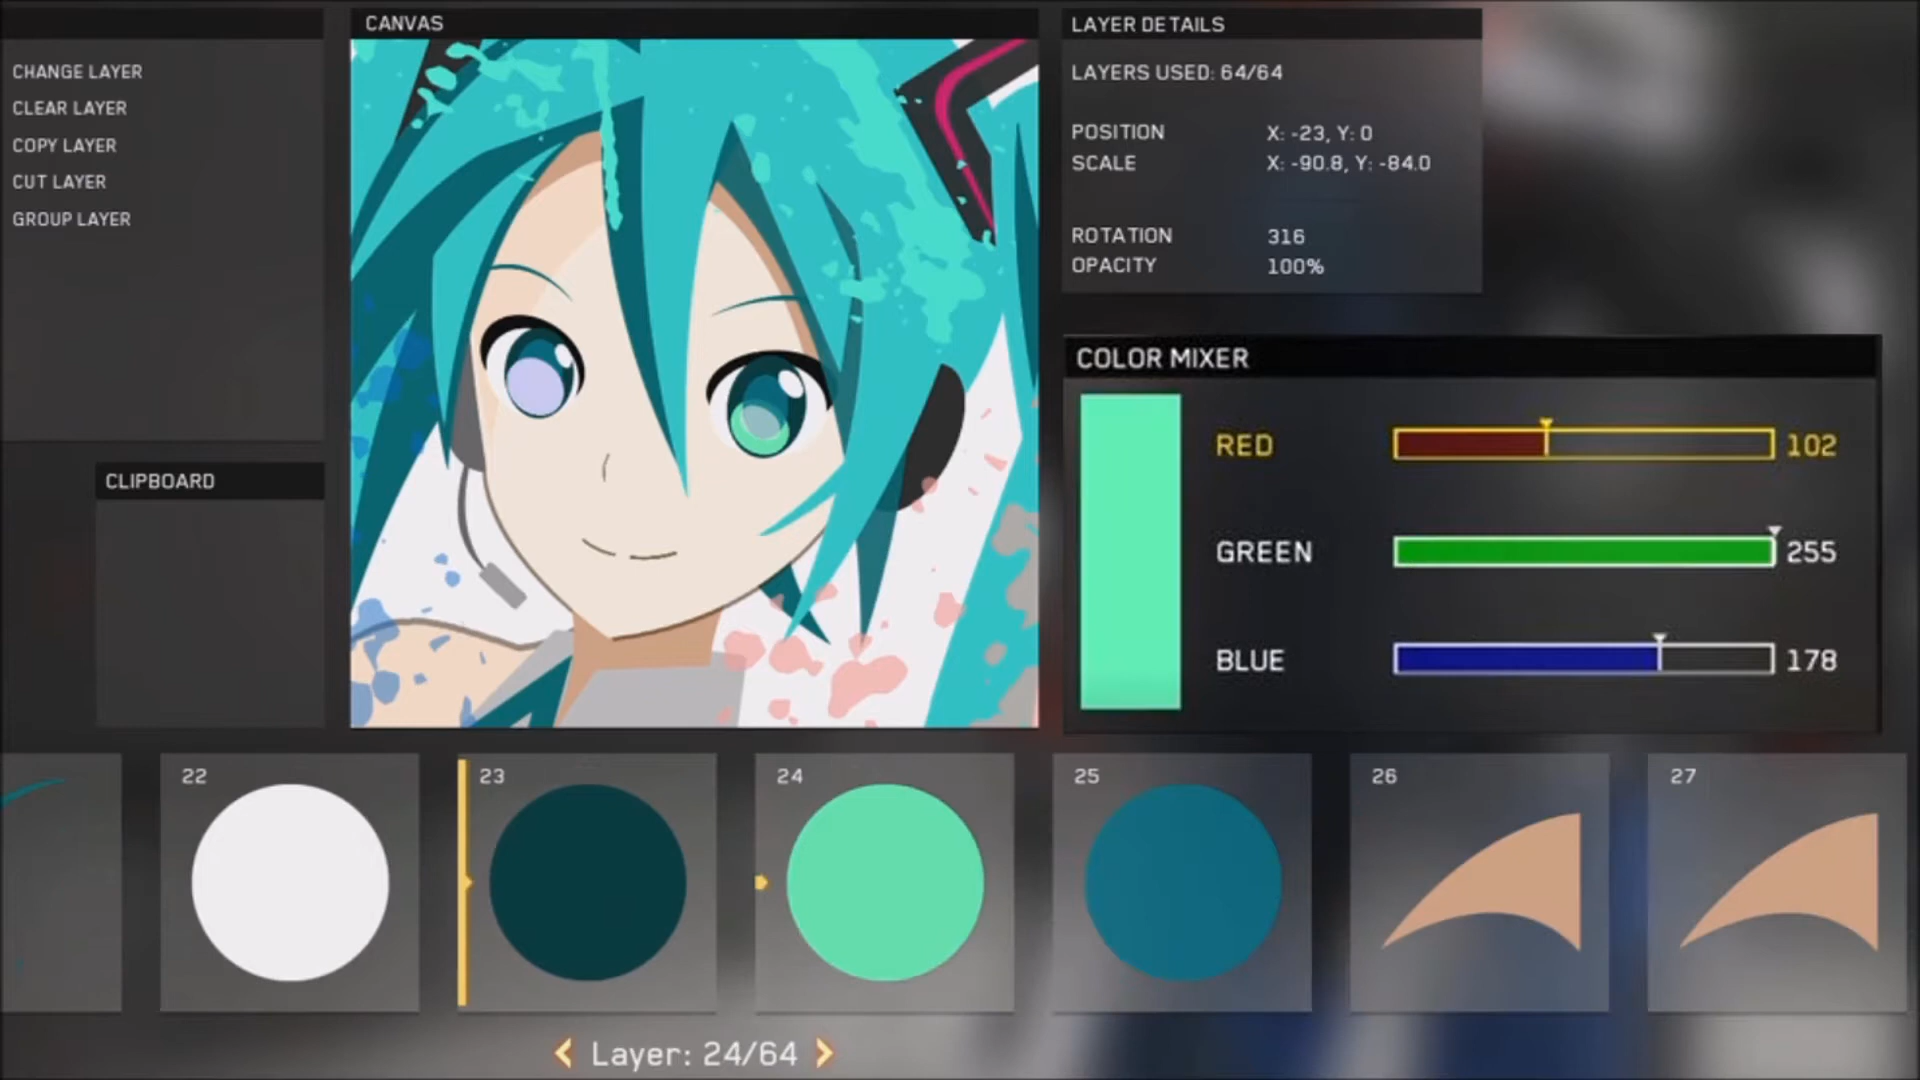 CANVAS
CHANGE LAYER
CLEAR LAYER
COPY LAYER
CUT LAYER
GROUP LAYER
CLIPBOARD
LAYER DETAILS
LAYERS USED: 64/64
POSITION X: -23, Y: 0
SCALE X: -90.8, Y: -84.0
ROTATION 316
OPACITY 100%
COLOR MIXER
RED 102
GREEN 255
BLUE 178
22 23 24 25 26 27
Layer: 24/64